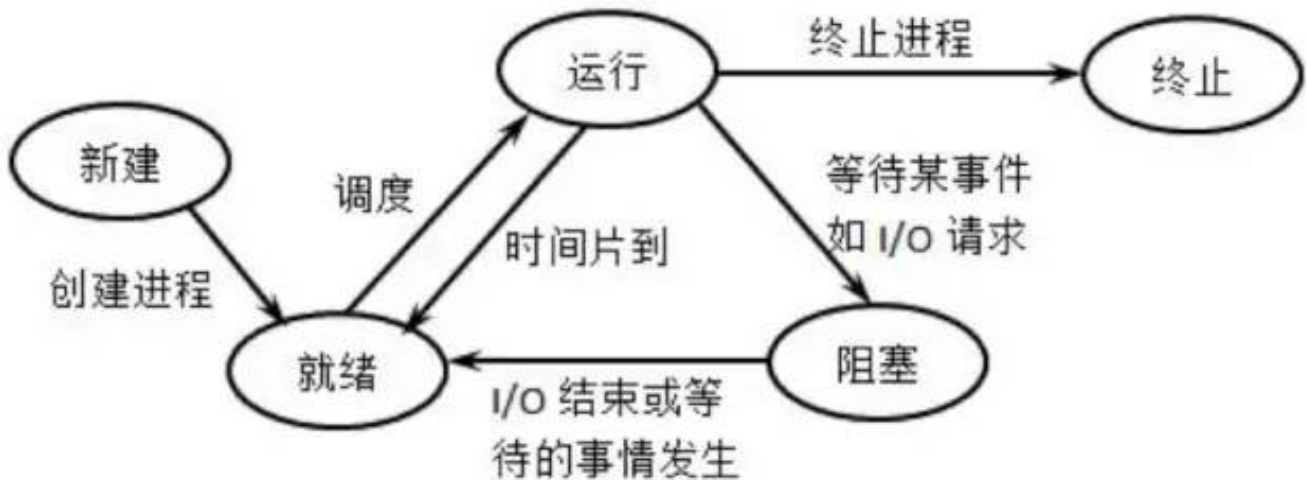 运行
终止进程
终止
新建
调度
等待某事件
如 I/O 请求
时间片到
创建进程
就绪
阻塞
I/O 结束或等
待的事情发生